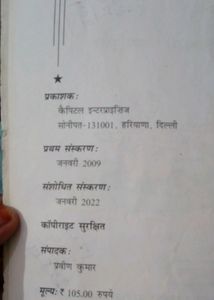 प्रकाशक:
कैपिटल इन्टरप्राइजिज
सोनीपत-131001, हरियाणा, दिल्ली
प्रथम संस्करण:
जनवरी 2009
संशोधित संस्करण:
जनवरी 2022
कॉपीराइट सुरक्षित
संपादक:
प्रवीण कुमार
मूल्य: ₹ 105.00 रुपये